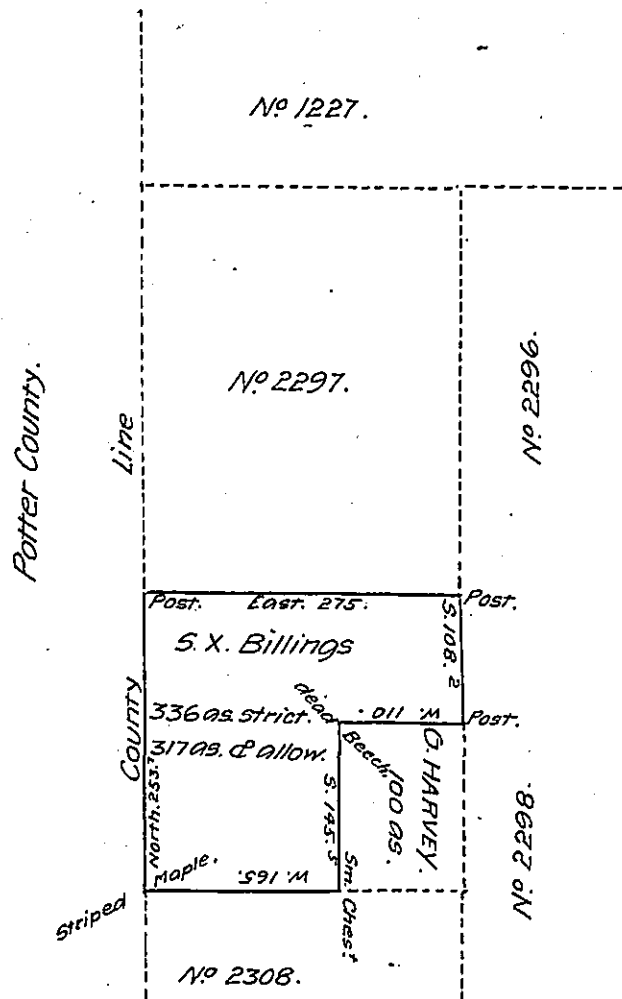 Nº 1227.
Potter County.
County Line
Nº 2297.
Nº 2296.
Post. East. 275. Post.
S. X. Billings
S. 108.2
336 as. strict.
317 as. & allow.
dead Beech.
W. 110. Post.
G. HARVEY.
100 as.
S. 145.5
North. 253.7
Striped Maple.
W. 165.
Sm. Chest
Nº 2298
Nº 2308.